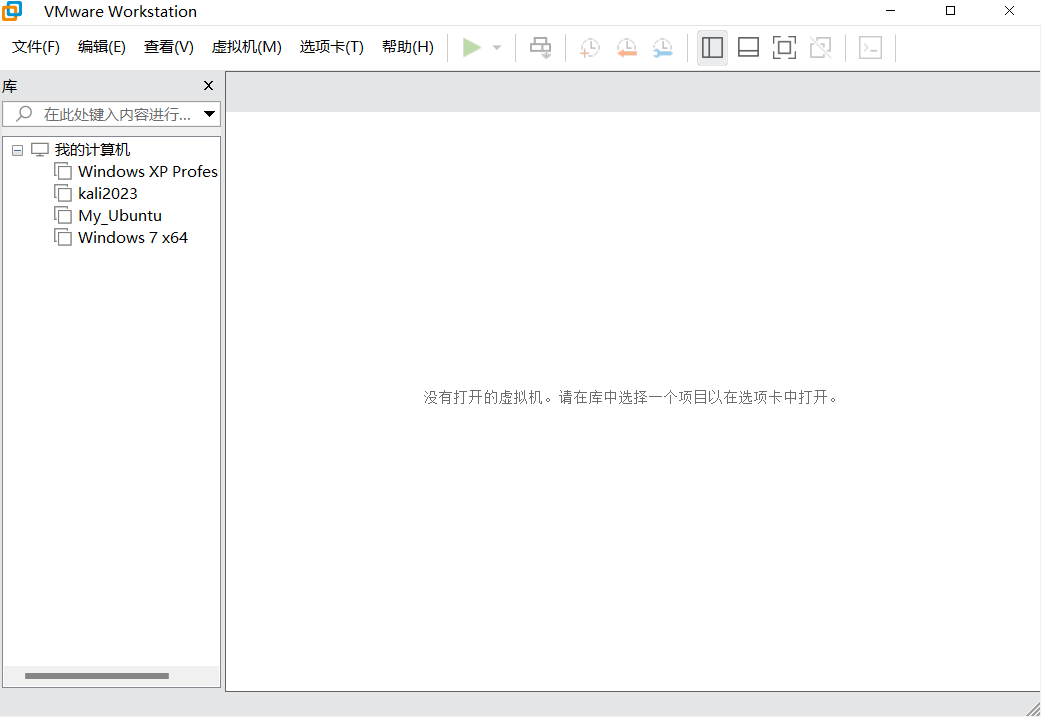 VMware Workstation
文件(F) 编辑(E) 查看(V) 虚拟机(M) 选项卡(T) 帮助(H)
库
在此处键入内容进行...
我的计算机
Windows XP Profes
kali2023
My_Ubuntu
Windows 7 x64
没有打开的虚拟机。请在库中选择一个项目以在选项卡中打开。